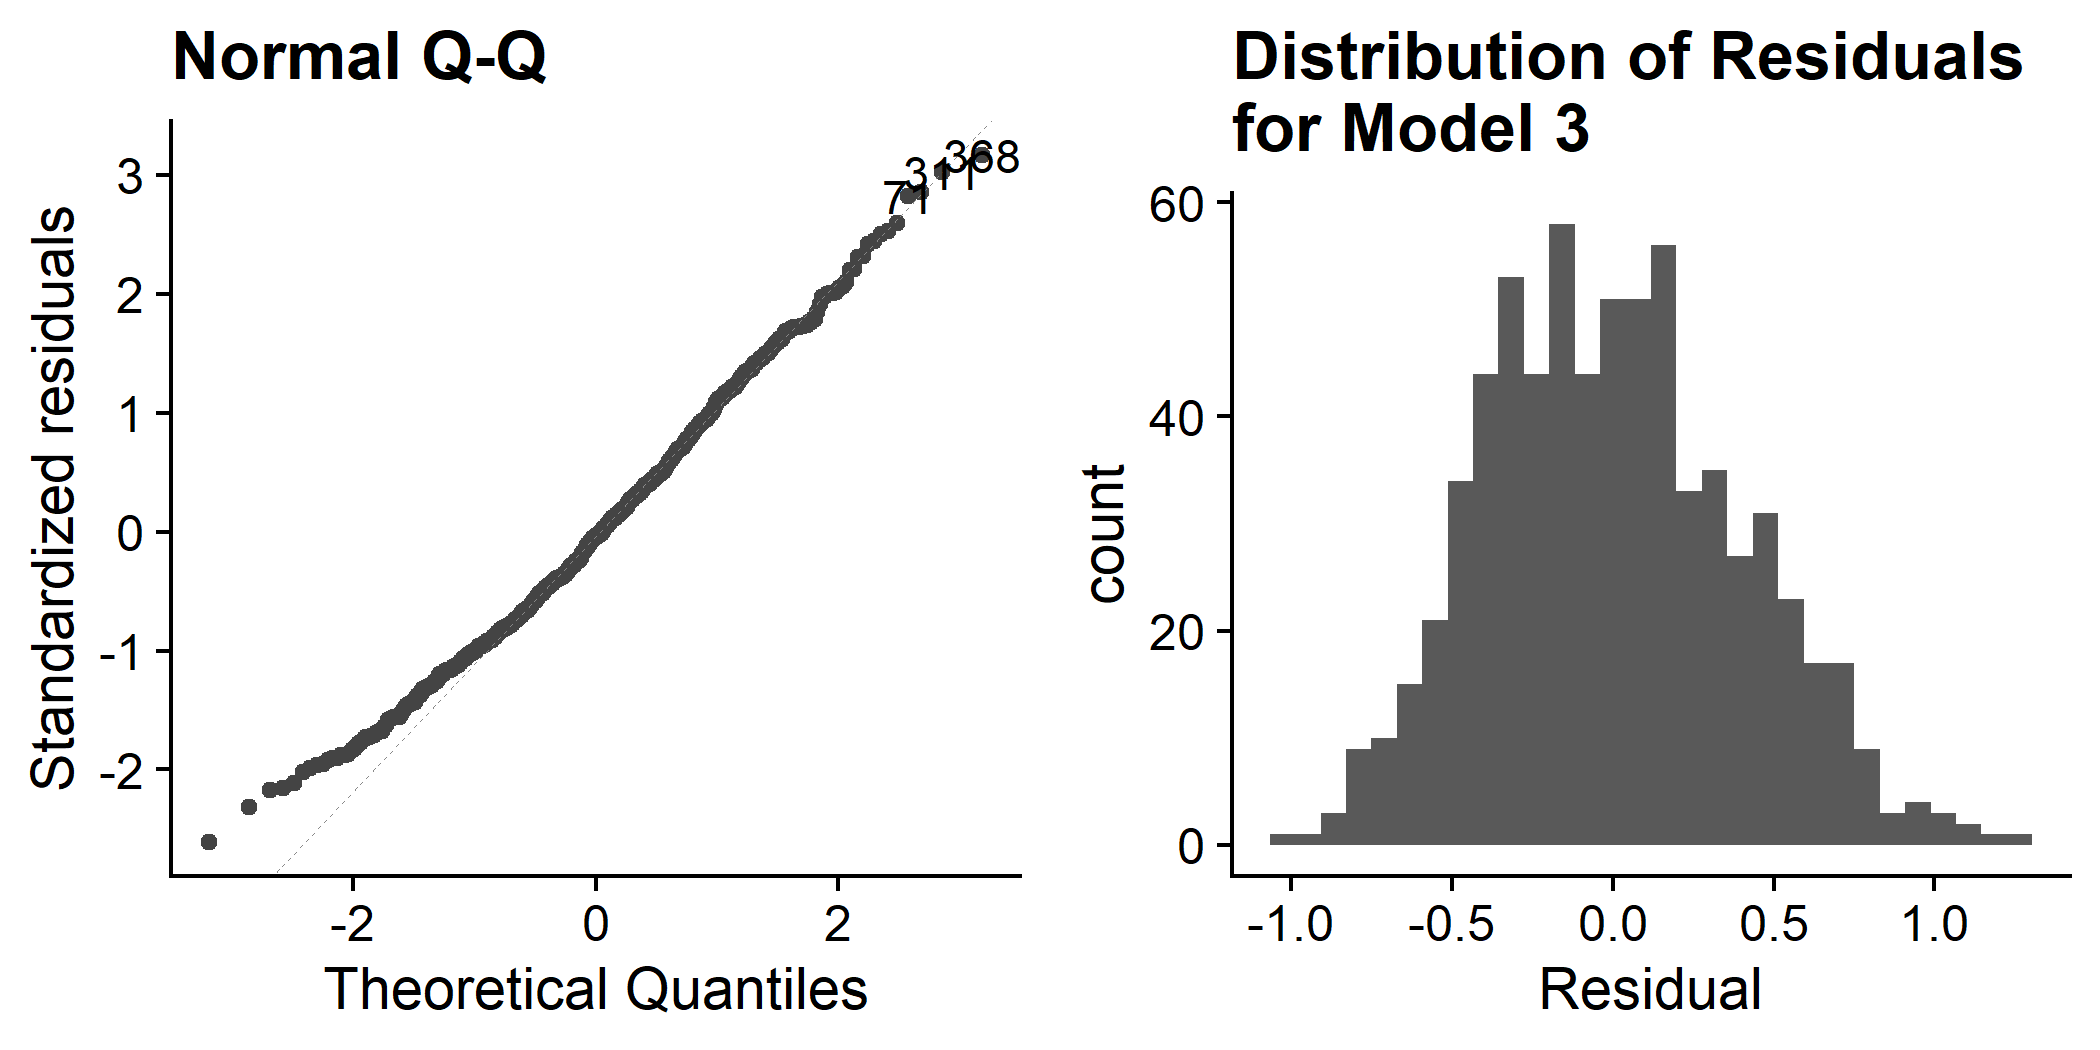 Normal Q-Q
Standardized residuals
3
2
1
0
-1
-2
368
311
71
-2 0 2
Theoretical Quantiles
Distribution of Residuals
for Model 3
count
60
40
20
0
-1.0 -0.5 0.0 0.5 1.0
Residual